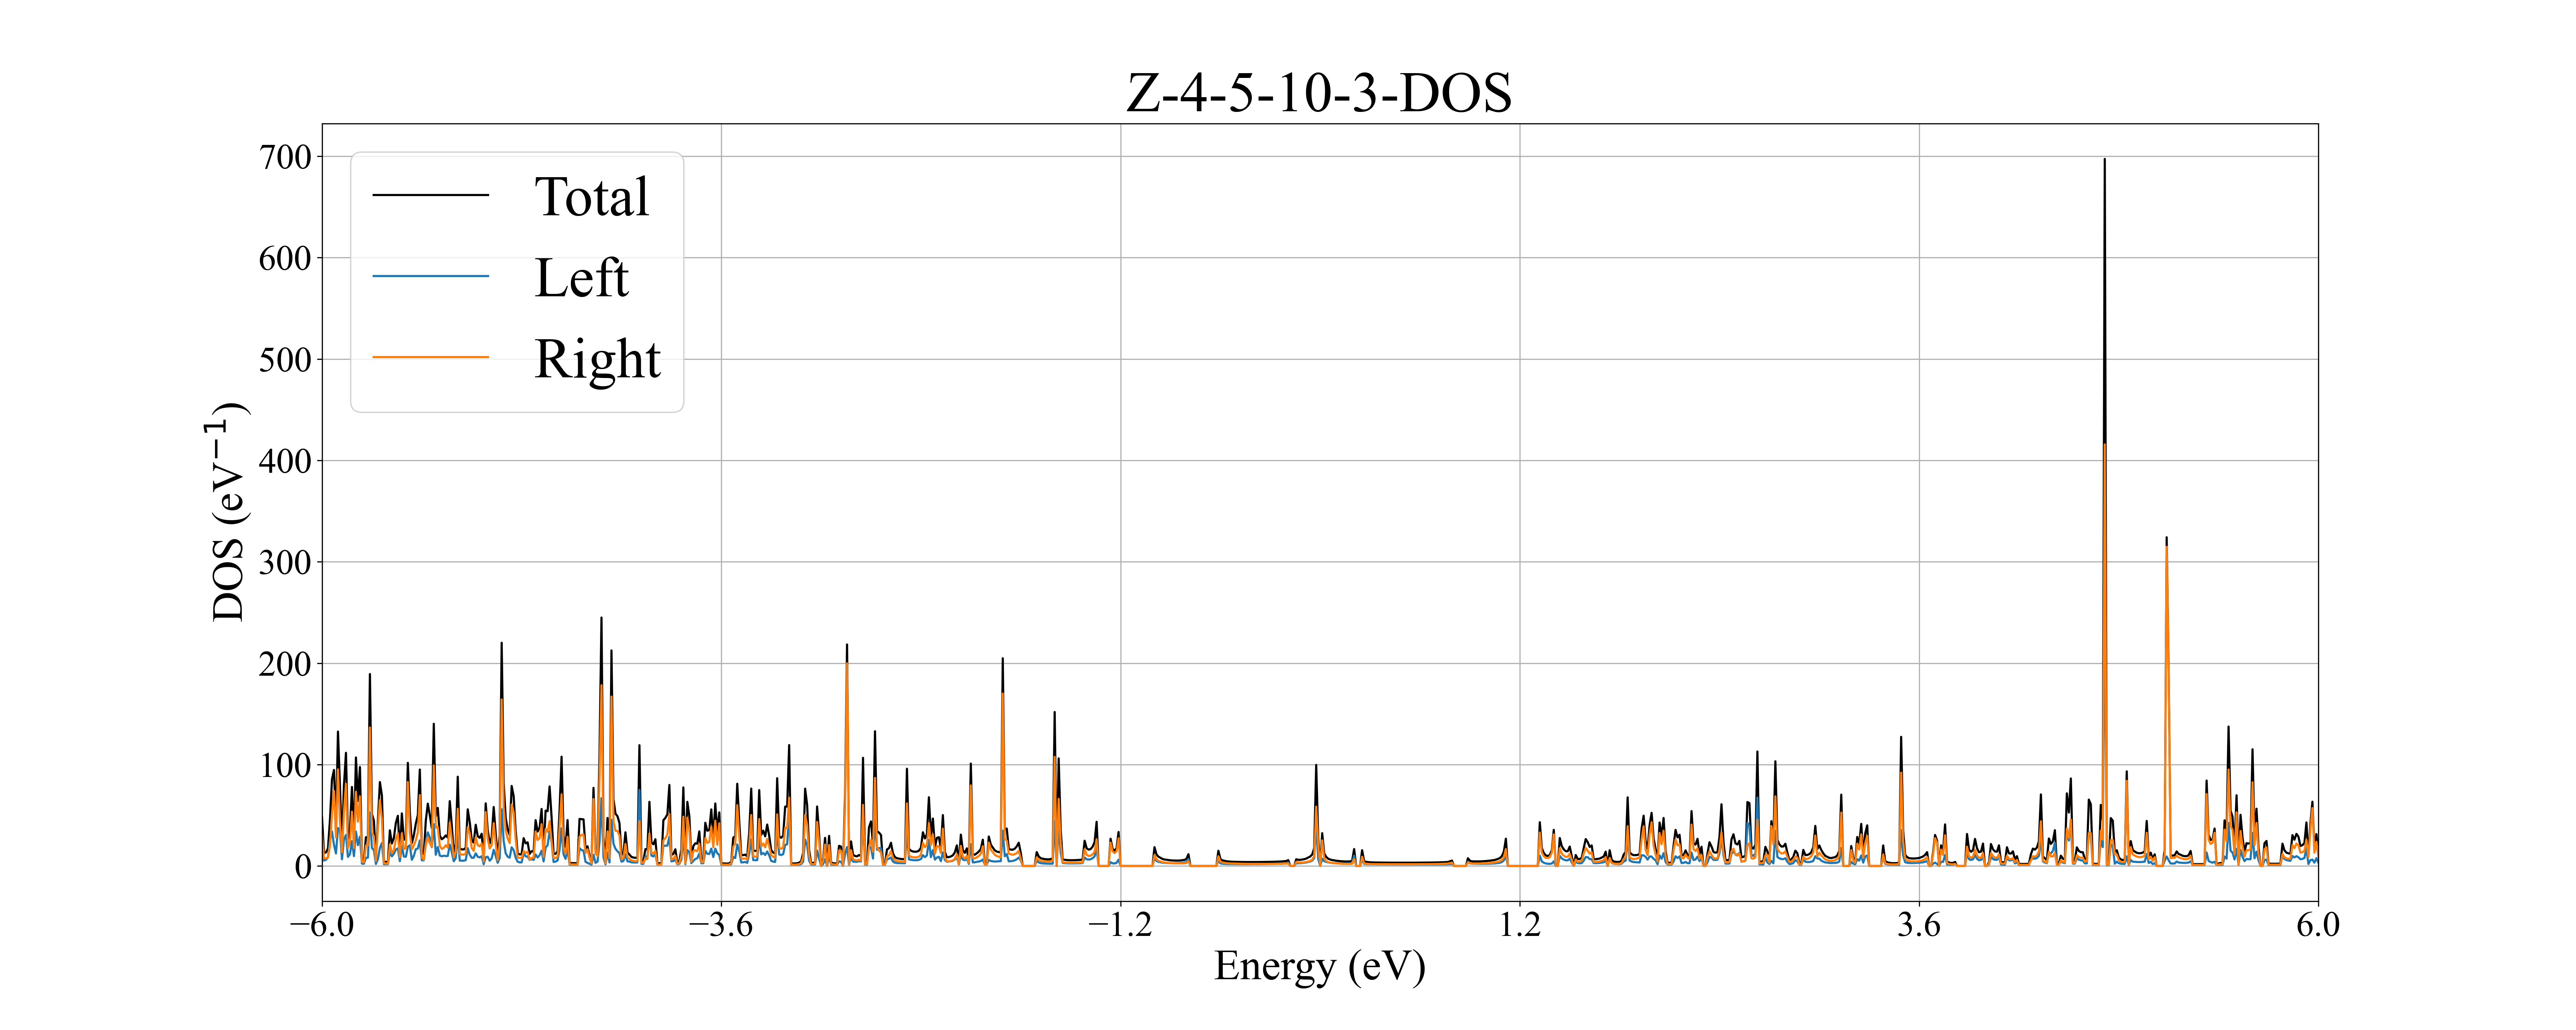 Z-4-5-10-3-DOS
Total
Left
Right
700
600
500
400
300
200
100
0
DOS (eV⁻¹)
−6.0 −3.6 −1.2 1.2 3.6 6.0
Energy (eV)